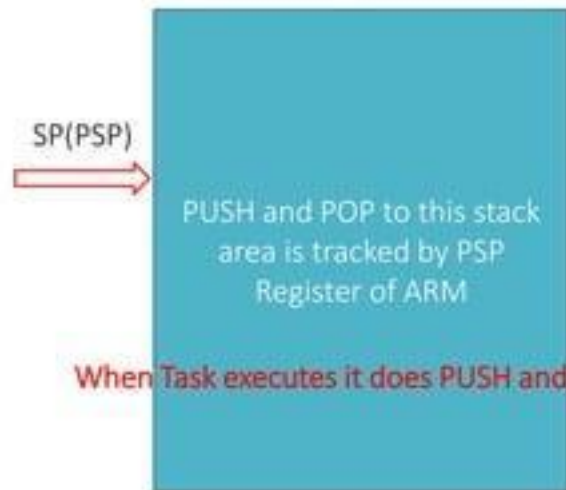 SP(PSP)
PUSH and POP to this stack
area is tracked by PSP
Register of ARM
When Task executes it does PUSH and